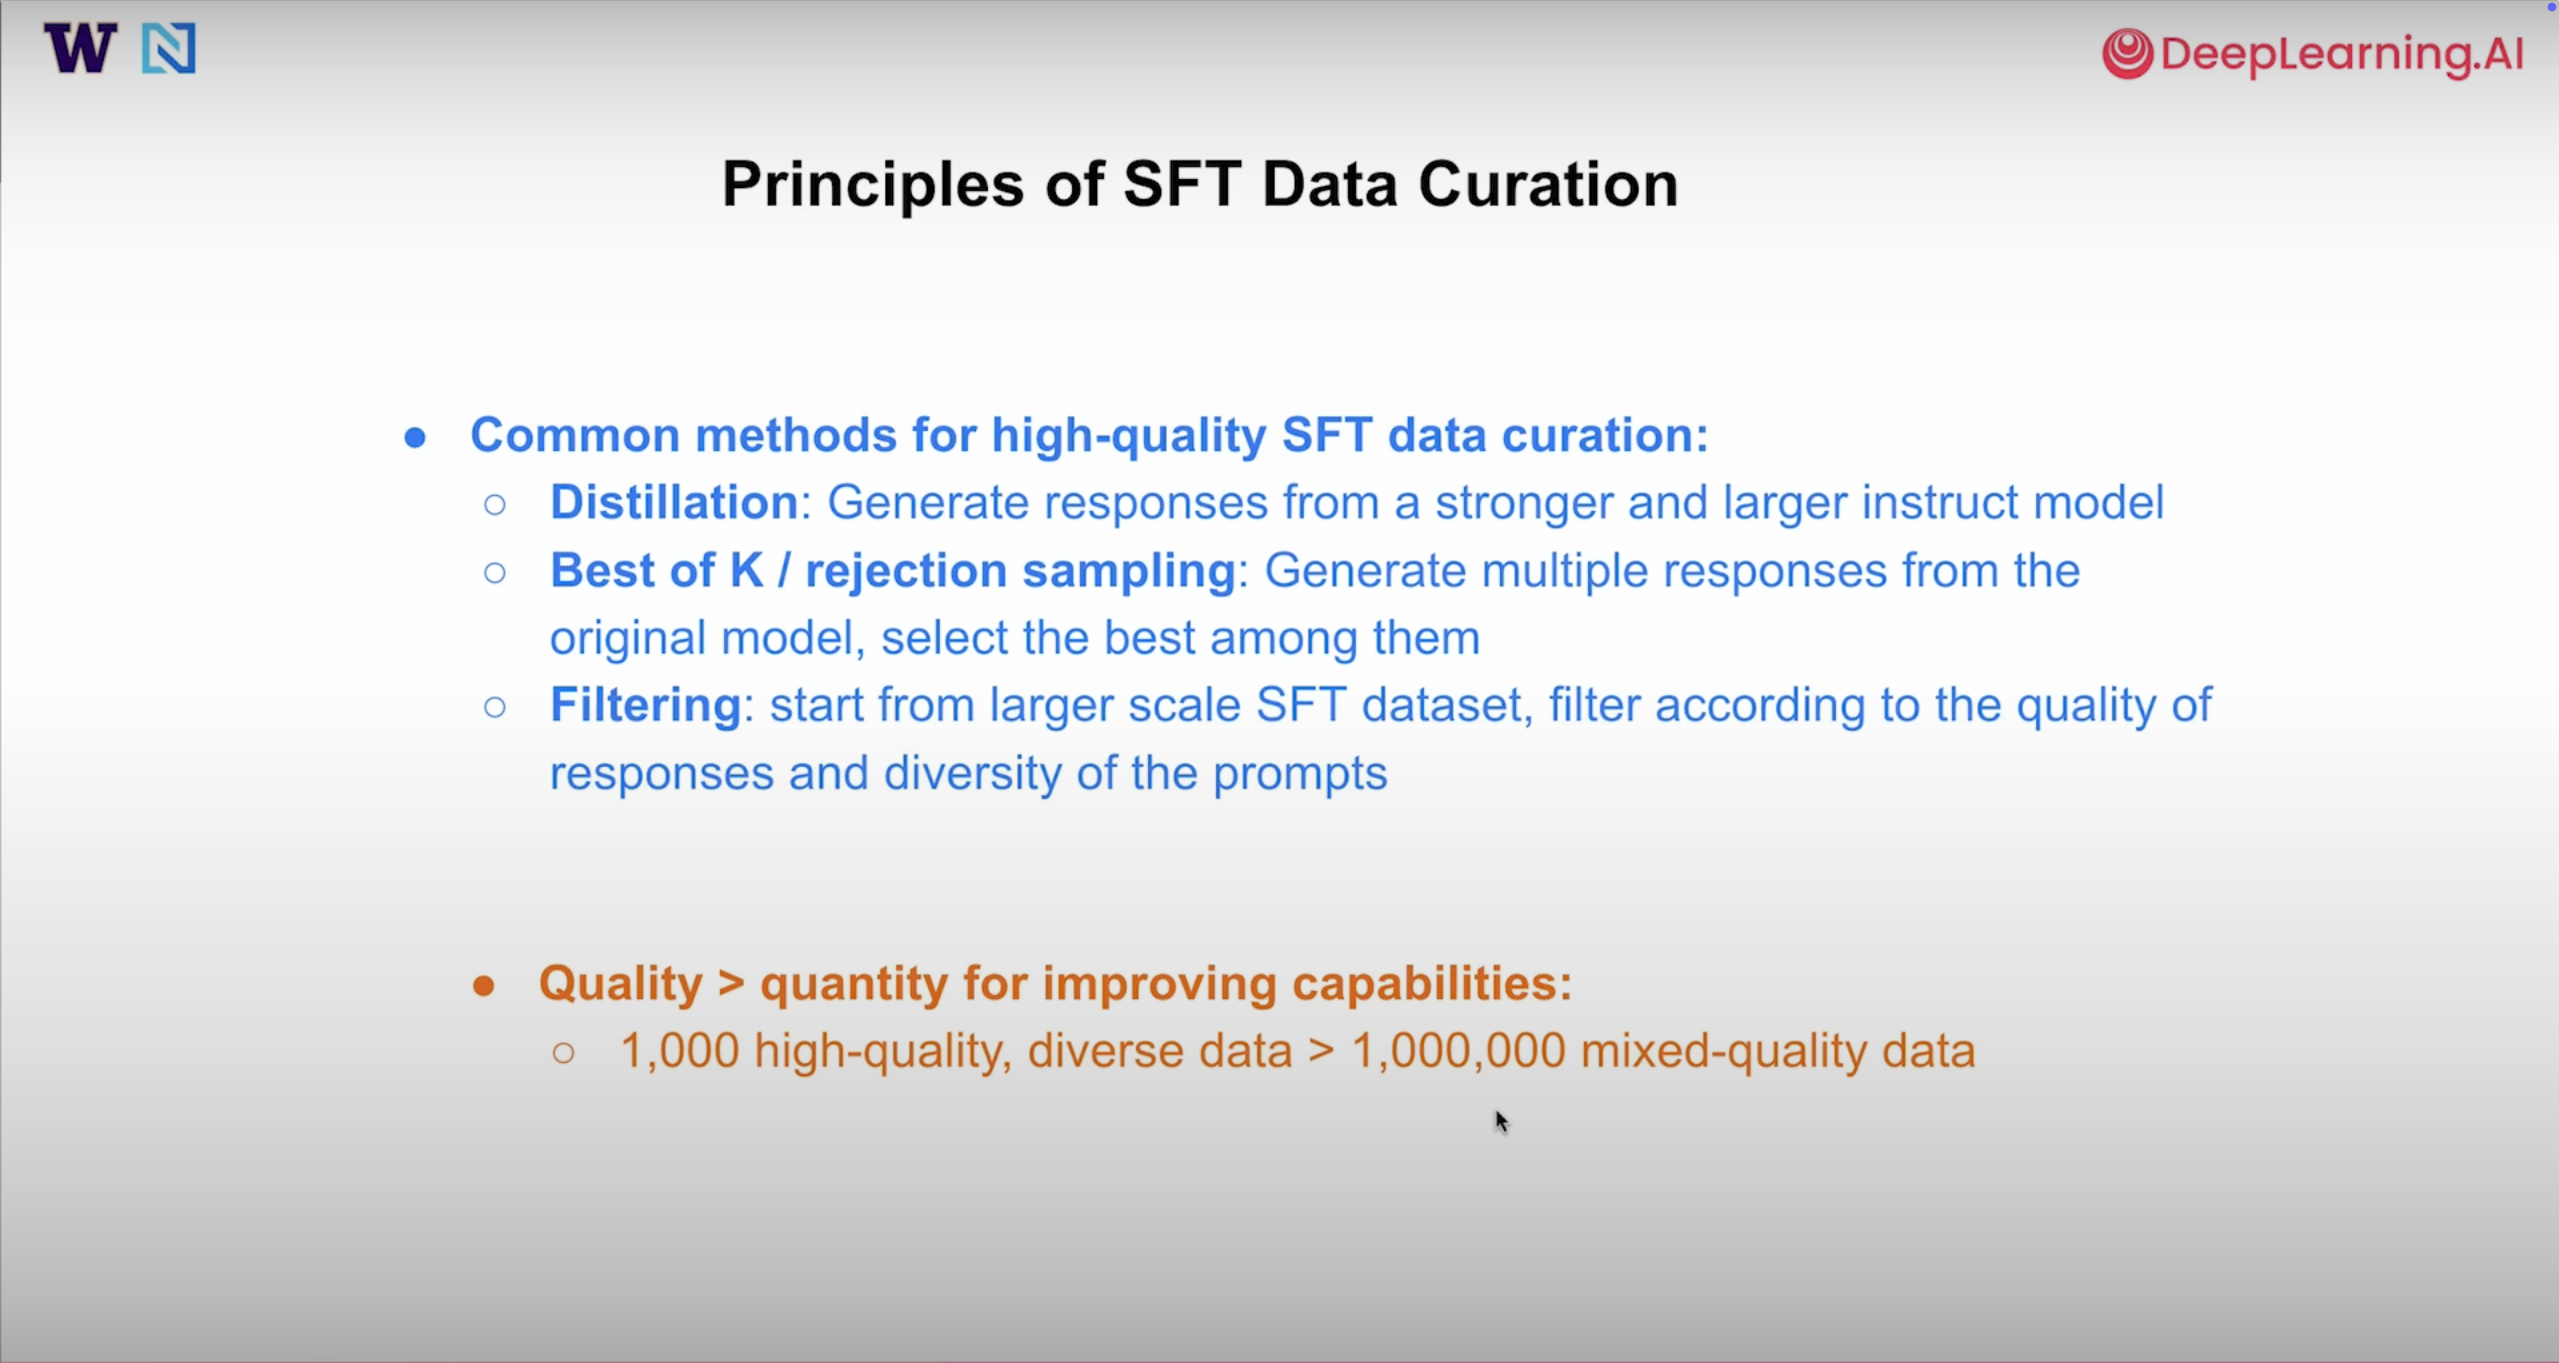 W N
DeepLearning.AI
Principles of SFT Data Curation
● Common methods for high-quality SFT data curation:
○ Distillation: Generate responses from a stronger and larger instruct model
○ Best of K / rejection sampling: Generate multiple responses from the
original model, select the best among them
○ Filtering: start from larger scale SFT dataset, filter according to the quality of
responses and diversity of the prompts
● Quality > quantity for improving capabilities:
○ 1,000 high-quality, diverse data > 1,000,000 mixed-quality data